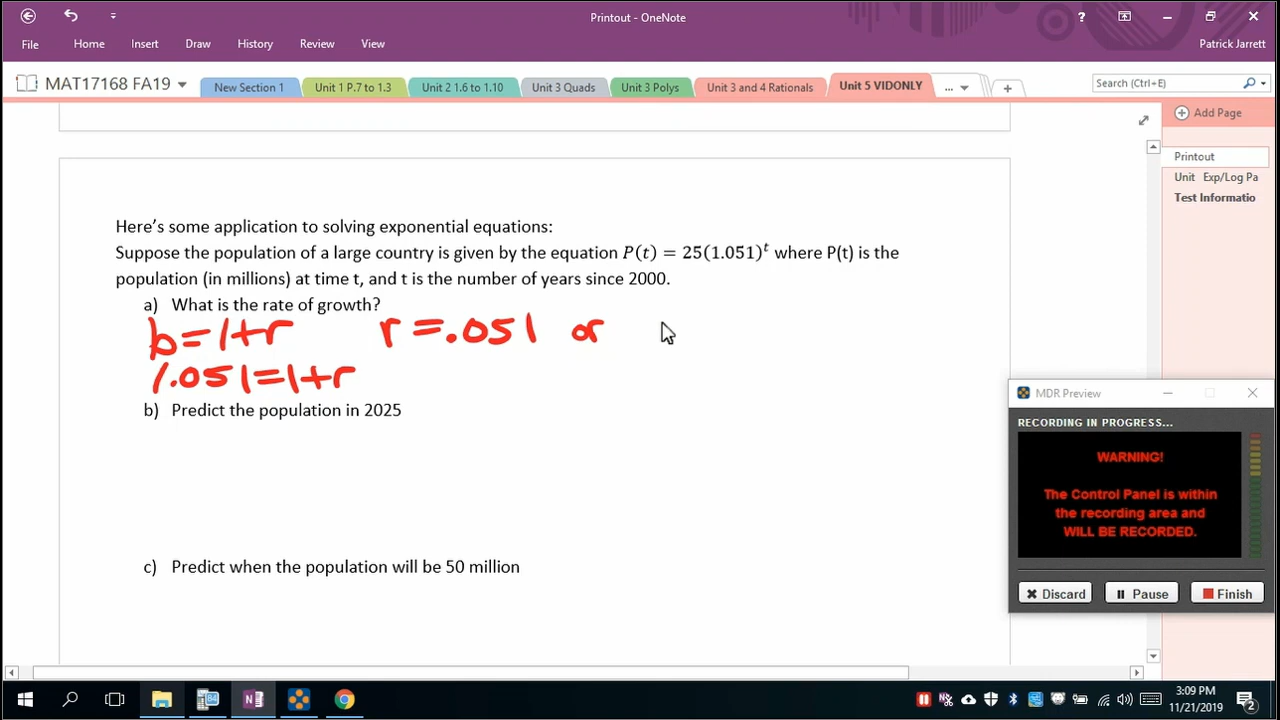 Printout - OneNote
File Home Insert Draw History Review View Patrick Jarrett
MAT17168 FA19 New Section 1 Unit 1 P.7 to 1.3 Unit 2 1.6 to 1.10 Unit 3 Quads Unit 3 Polys Unit 3 and 4 Rationals Unit 5 VIDONLY ... Search (Ctrl+E)
Add Page
Printout
Unit Exp/Log Pa
Test Informatio
Here's some application to solving exponential equations:
Suppose the population of a large country is given by the equation P(t) = 25(1.051)^t where P(t) is the
population (in millions) at time t, and t is the number of years since 2000.
a) What is the rate of growth?
b=1+r r=.051 or
1.051=1+r
b) Predict the population in 2025
c) Predict when the population will be 50 million
MDR Preview
RECORDING IN PROGRESS...
WARNING!
The Control Panel is within
the recording area and
WILL BE RECORDED.
Discard Pause Finish
3:09 PM
11/21/2019
2